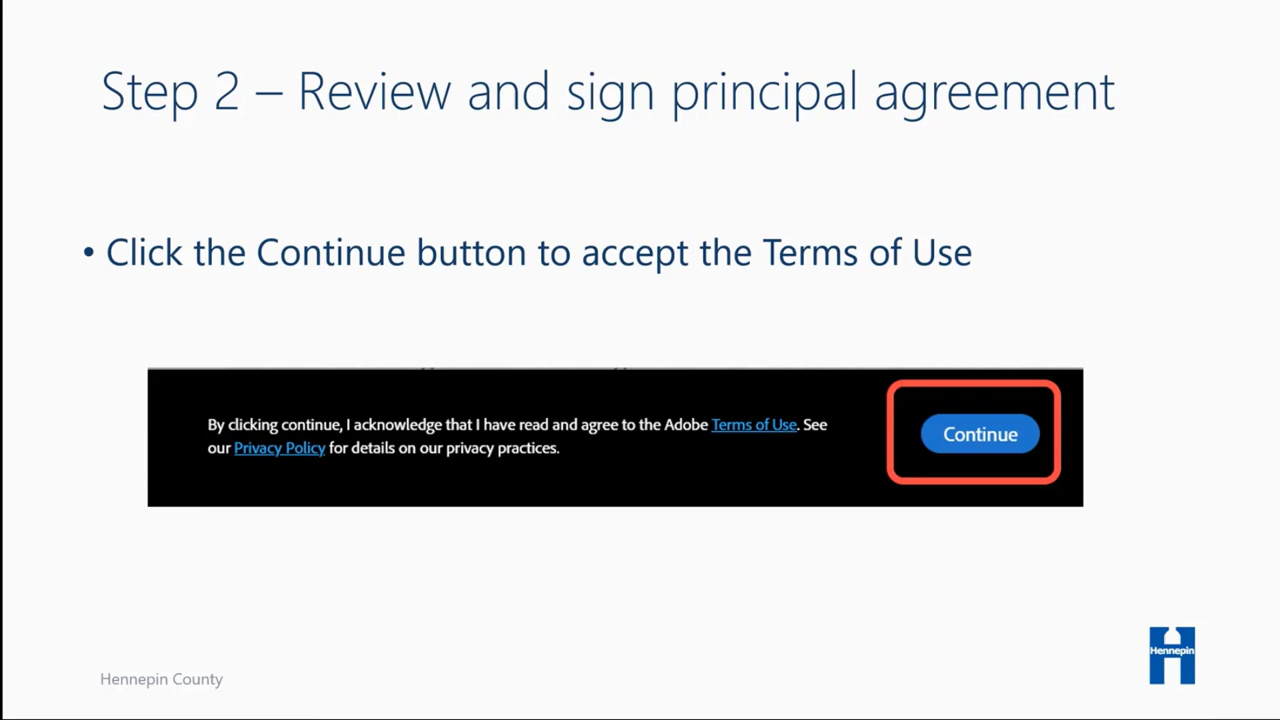 Step 2 – Review and sign principal agreement
• Click the Continue button to accept the Terms of Use
By clicking continue, I acknowledge that I have read and agree to the Adobe Terms of Use. See
our Privacy Policy for details on our privacy practices.
Continue
Hennepin
Hennepin County